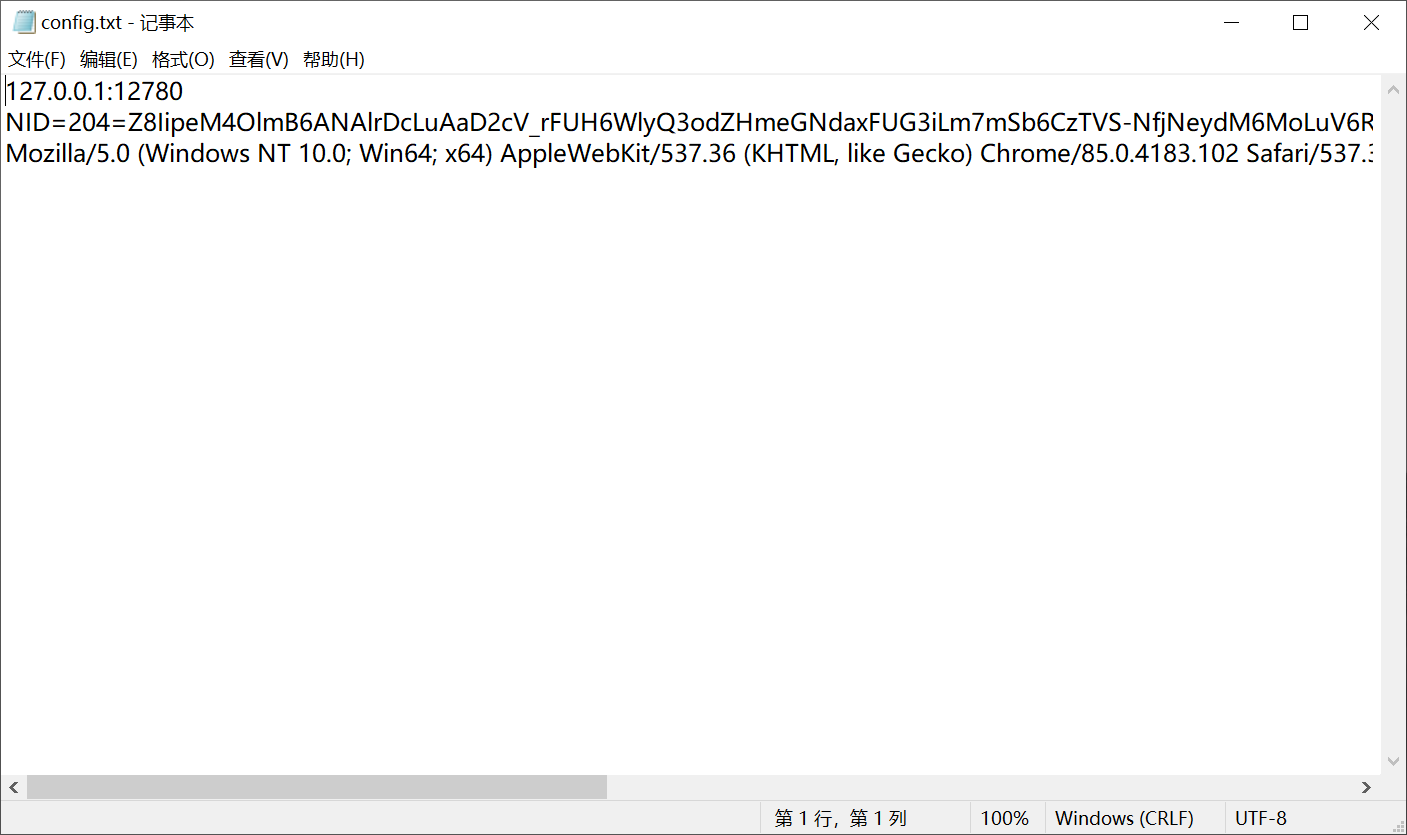 config.txt - 记事本
文件(F) 编辑(E) 格式(O) 查看(V) 帮助(H)
127.0.0.1:12780
NID=204=Z8IipeM4OlmB6ANAlrDcLuAaD2cV_rFUH6WlyQ3odZHmeGNdaxFUG3iLm7mSb6CzTVS-NfjNeydM6MoLuV6R
Mozilla/5.0 (Windows NT 10.0; Win64; x64) AppleWebKit/537.36 (KHTML, like Gecko) Chrome/85.0.4183.102 Safari/537.3
第 1 行，第 1 列 100% Windows (CRLF) UTF-8